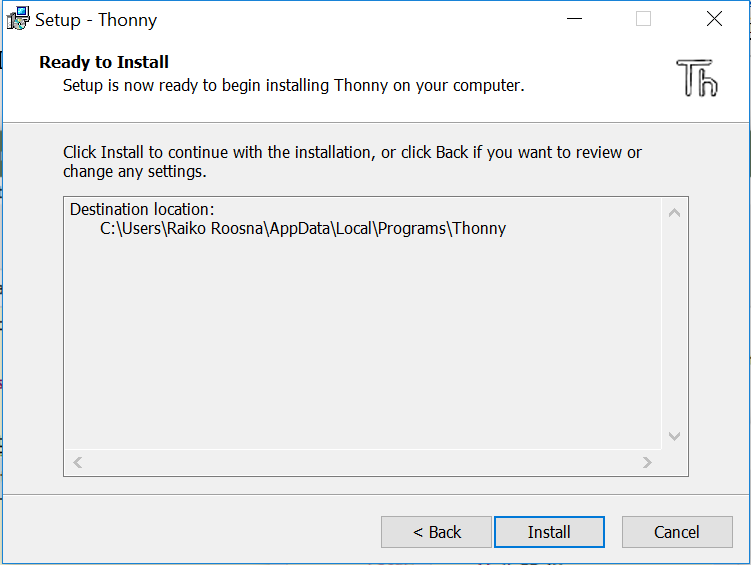 Setup - Thonny
Ready to Install
Setup is now ready to begin installing Thonny on your computer.
Th
Click Install to continue with the installation, or click Back if you want to review or
change any settings.
Destination location:
C:\Users\Raiko Roosna\AppData\Local\Programs\Thonny
< Back
Install
Cancel